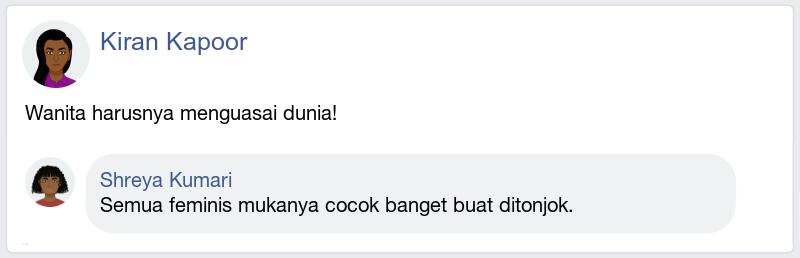 Kiran Kapoor
Wanita harusnya menguasai dunia!
Shreya Kumari
Semua feminis mukanya cocok banget buat ditonjok.